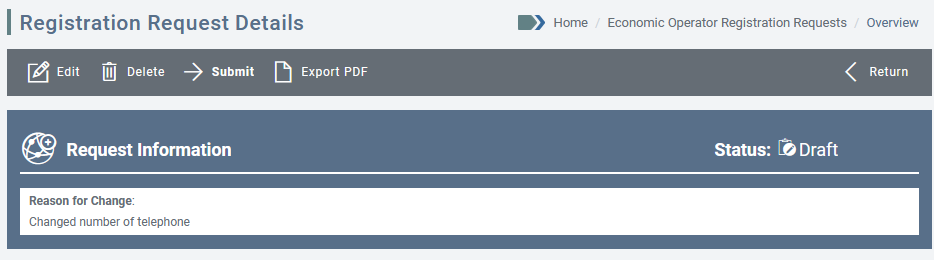 Registration Request Details
Home / Economic Operator Registration Requests / Overview
Edit Delete Submit Export PDF Return
Request Information Status: Draft
Reason for Change:
Changed number of telephone